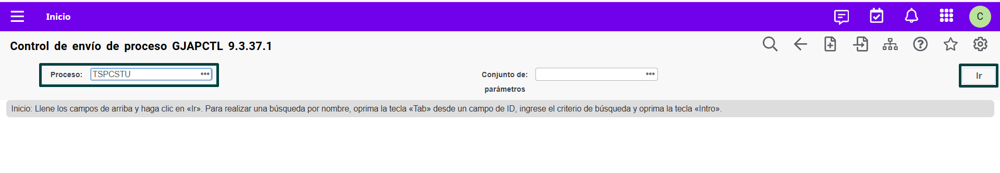 Inicio
C
Control de envío de proceso GJAPCTL 9.3.37.1
Proceso: TSPCSTU
Conjunto de:
parámetros
Ir
Inicio: Llene los campos de arriba y haga clic en «Ir». Para realizar una búsqueda por nombre, oprima la tecla «Tab» desde un campo de ID, ingrese el criterio de búsqueda y oprima la tecla «Intro».